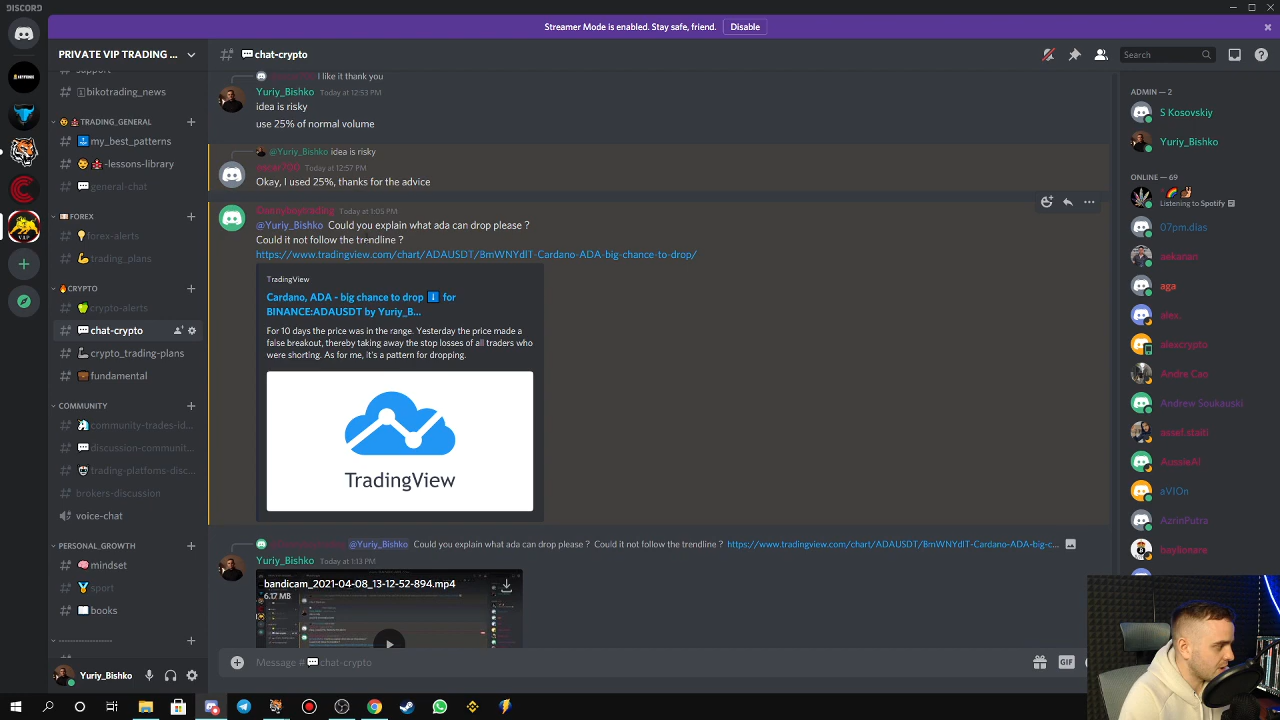 DISCORD
Streamer Mode is enabled. Stay safe, friend.
Disable
PRIVATE VIP TRADING ...
chat-crypto
Search
support
bikotrading_news
TRADING_GENERAL
my_best_patterns
-lessons-library
general-chat
FOREX
forex-alerts
trading_plans
CRYPTO
crypto-alerts
chat-crypto
crypto_trading-plans
fundamental
COMMUNITY
community-trades-id...
discussion-communit...
trading-platfoms-disc...
brokers-discussion
voice-chat
PERSONAL_GROWTH
mindset
sport
books
--------------------
Yuriy_Bishko
I like it thank you
Yuriy_Bishko Today at 12:53 PM
idea is risky
use 25% of normal volume
@Yuriy_Bishko idea is risky
Today at 12:57 PM
Okay, I used 25%, thanks for the advice
Today at 1:05 PM
@Yuriy_Bishko Could you explain what ada can drop please ?
Could it not follow the trendline ?
https://www.tradingview.com/chart/ADAUSDT/8mWNYdIT-Cardano-ADA-big-chance-to-drop/
TradingView
Cardano, ADA - big chance to drop ⬇ for
BINANCE:ADAUSDT by Yuriy_B...
For 10 days the price was in the range. Yesterday the price made a
false breakout, thereby taking away the stop losses of all traders who
were shorting. As for me, it's a pattern for dropping.
TradingView
@Yuriy_Bishko Could you explain what ada can drop please ? Could it not follow the trendline ? https://www.tradingview.com/chart/ADAUSDT/8mWNYdIT-Cardano-ADA-big-c...
Yuriy_Bishko Today at 1:13 PM
bandicam_2021-04-08_13-12-52-894.mp4
6.17 MB
Message #chat-crypto
GIF
ADMIN — 2
S Kosovskiy
Yuriy_Bishko
ONLINE — 69
Listening to Spotify
07pm.dias
aekaran
aga
alex.
alexcrypto
Andre Cao
Andrew Soukauski
assef.staiti
AussieAl
aVIOn
AzrinPutra
bayllonare